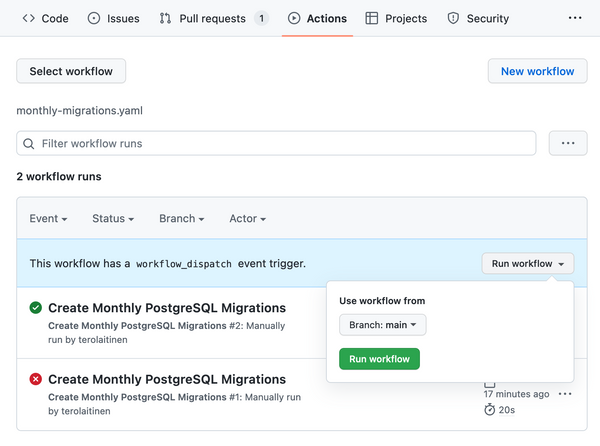 Code Issues Pull requests 1 Actions Projects Security ...
Select workflow New workflow
monthly-migrations.yaml
Filter workflow runs ...
2 workflow runs
Event Status Branch Actor
This workflow has a workflow_dispatch event trigger. Run workflow
Use workflow from
Branch: main
Run workflow
Create Monthly PostgreSQL Migrations
Create Monthly PostgreSQL Migrations #2: Manually
run by terolaitinen
Create Monthly PostgreSQL Migrations
Create Monthly PostgreSQL Migrations #1: Manually
run by terolaitinen
17 minutes ago ...
20s